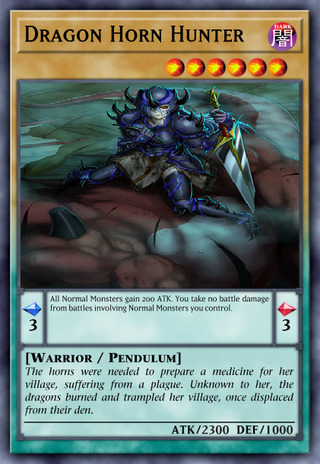 Dragon Horn Hunter
DARK
闇
All Normal Monsters gain 200 ATK. You take no battle damage
from battles involving Normal Monsters you control.
3
3
[Warrior / Pendulum]
The horns were needed to prepare a medicine for her
village, suffering from a plague. Unknown to her, the
dragons burned and trampled her village, once displaced
from their den.
ATK/2300 DEF/1000